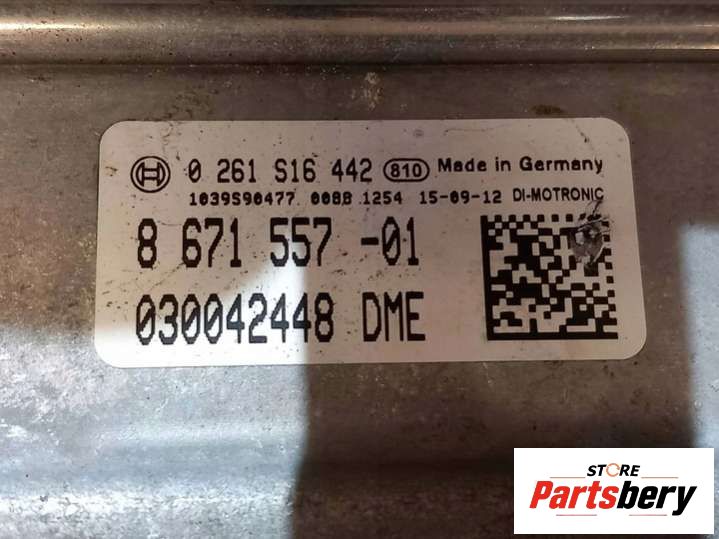 0 261 S16 442 810 Made in Germany
1039S90477 0088 1254 15-09-12 DI-MOTRONIC
8 671 557 -01
030042448 DME
STORE
Partsbery